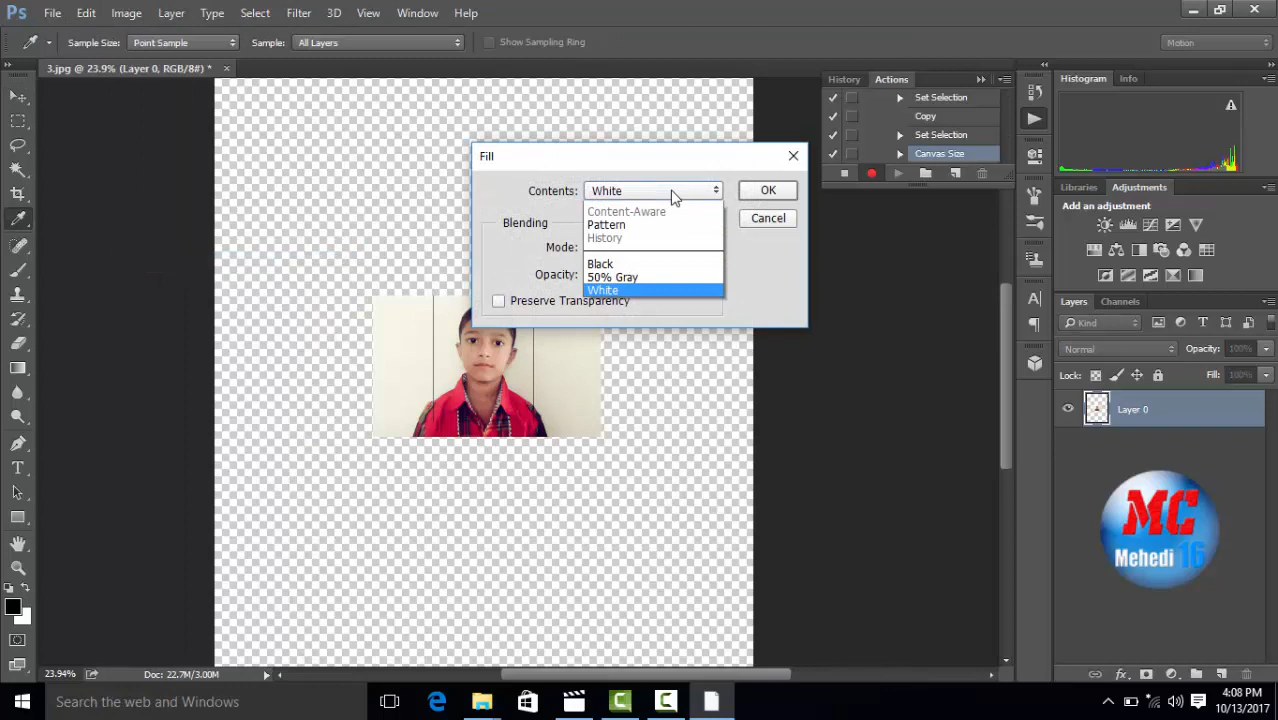 Ps File Edit Image Layer Type Select Filter 3D View Window Help
Sample Size: Point Sample Sample: All Layers Show Sampling Ring Motion
3.jpg @ 23.9% (Layer 0, RGB/8#) *
History Actions
Set Selection
Copy
Set Selection
Canvas Size
Histogram Info
Fill
Contents: White OK
Content-Aware
Pattern
History
Black
50% Gray
White
Cancel
Blending
Mode:
Opacity:
Preserve Transparency
Libraries Adjustments
Add an adjustment
Layers Channels
Kind
Normal Opacity: 100%
Lock: Fill: 100%
Layer 0
MC
Mehedi 16
23.94% Doc: 22.7M/3.00M
Search the web and Windows
4:08 PM
10/13/2017